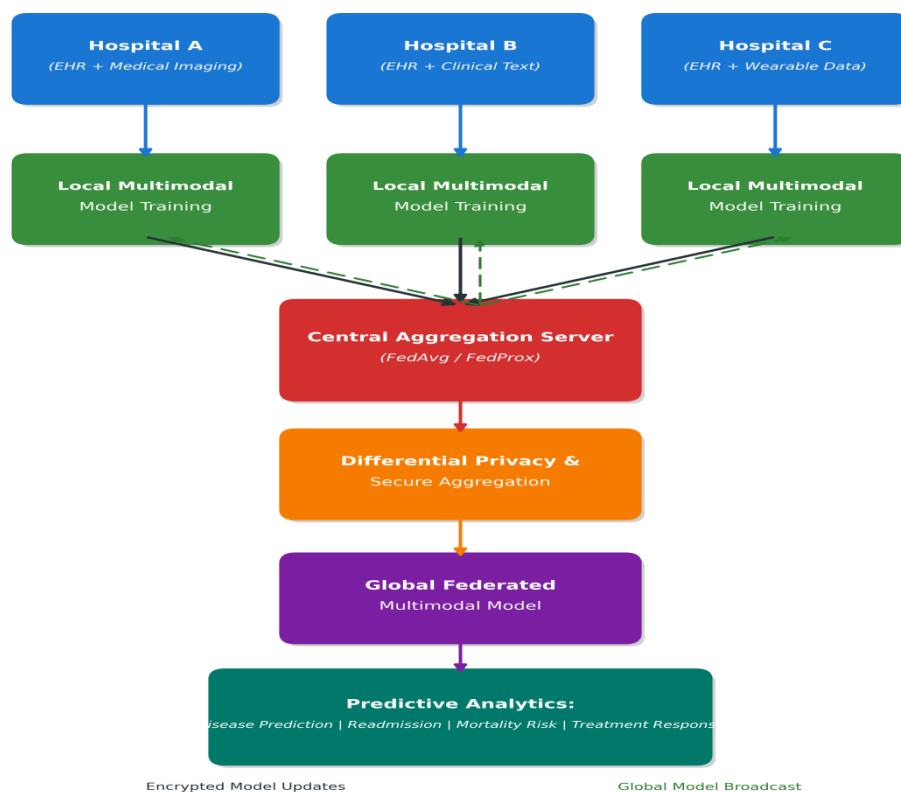 Hospital A
(EHR + Medical Imaging)
Hospital B
(EHR + Clinical Text)
Hospital C
(EHR + Wearable Data)
Local Multimodal
Model Training
Local Multimodal
Model Training
Local Multimodal
Model Training
Central Aggregation Server
(FedAvg / FedProx)
Differential Privacy &
Secure Aggregation
Global Federated
Multimodal Model
Predictive Analytics:
isease Prediction | Readmission | Mortality Risk | Treatment Respons
Encrypted Model Updates
Global Model Broadcast